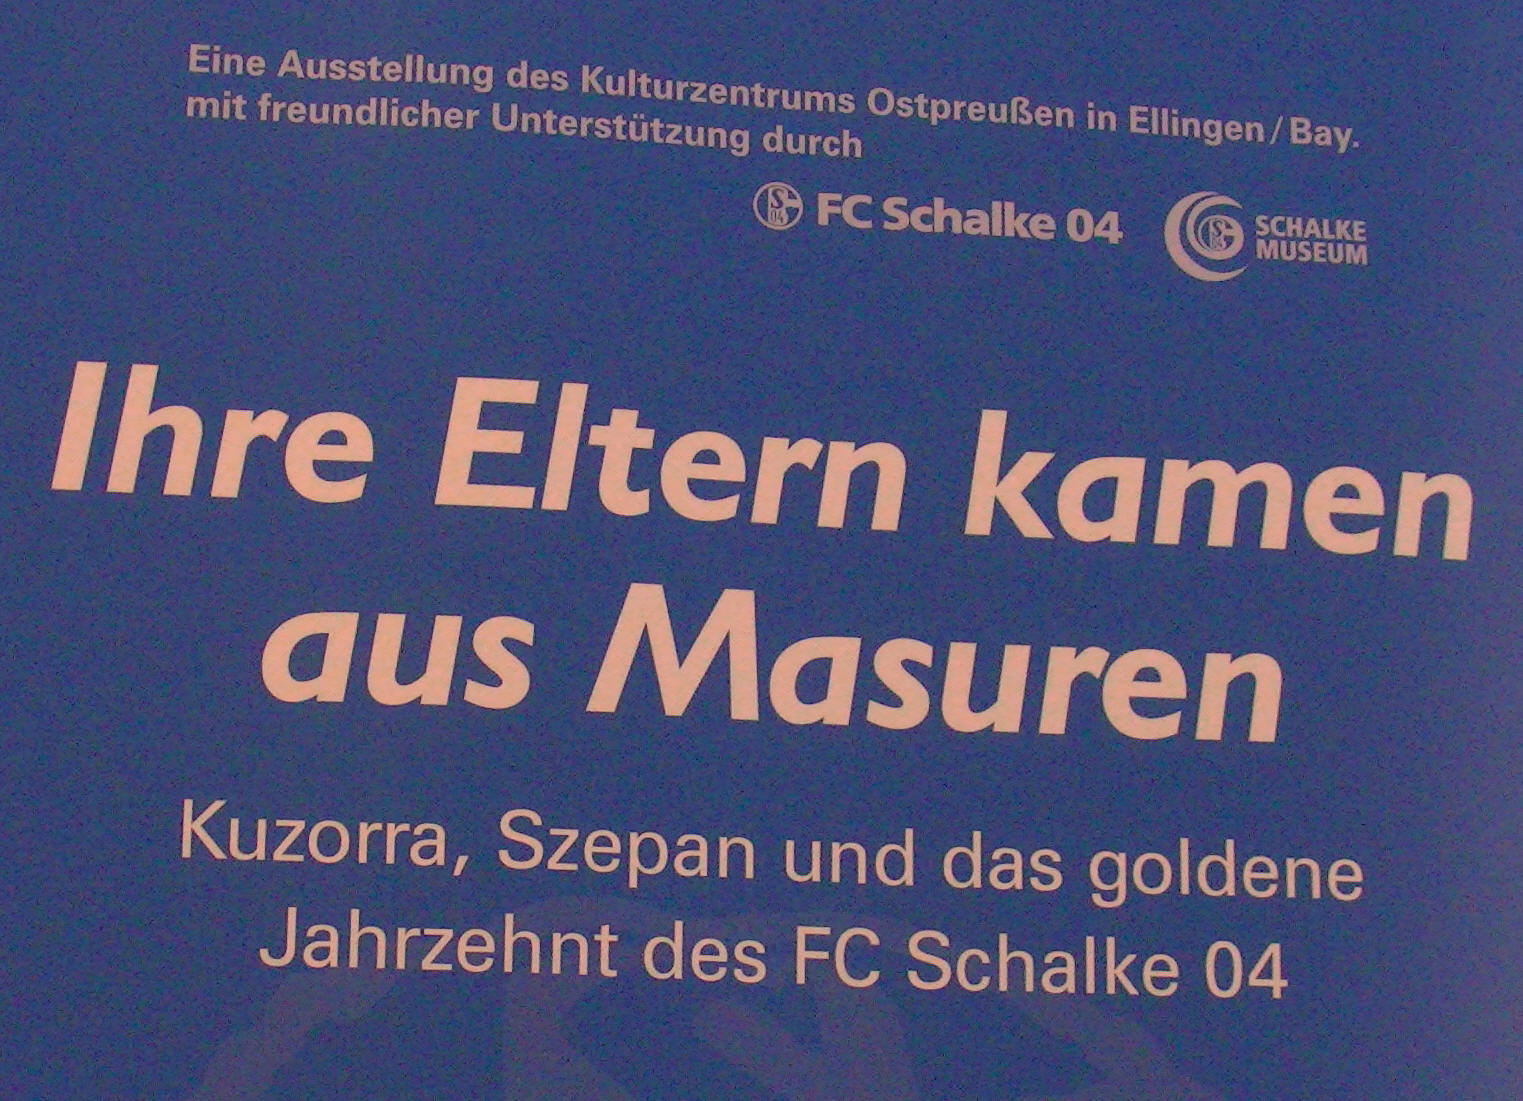 Eine Ausstellung des Kulturzentrums Ostpreußen in Ellingen/Bay.
mit freundlicher Unterstützung durch
S 04 FC Schalke 04
SCHALKE
MUSEUM
Ihre Eltern kamen
aus Masuren
Kuzorra, Szepan und das goldene
Jahrzehnt des FC Schalke 04